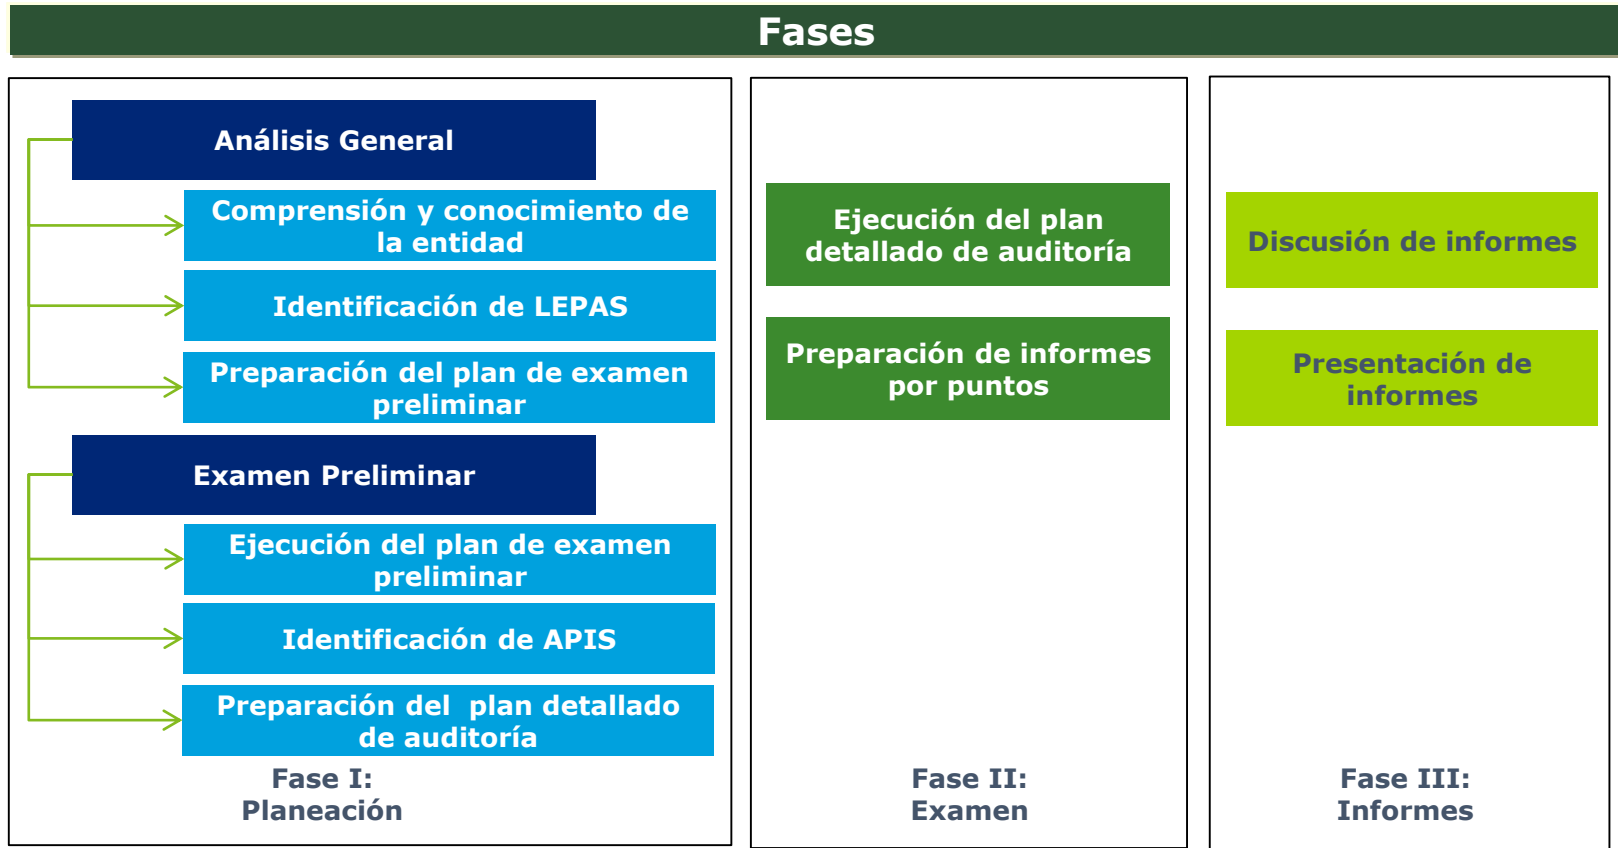 Fases
Análisis General
Comprensión y conocimiento de
la entidad
Identificación de LEPAS
Preparación del plan de examen
preliminar
Examen Preliminar
Ejecución del plan de examen
preliminar
Identificación de APIS
Preparación del  plan detallado
de auditoría
Fase I:
Planeación
Ejecución del plan
detallado de auditoría
Preparación de informes
por puntos
Fase II:
Examen
Discusión de informes
Presentación de
informes
Fase III:
Informes